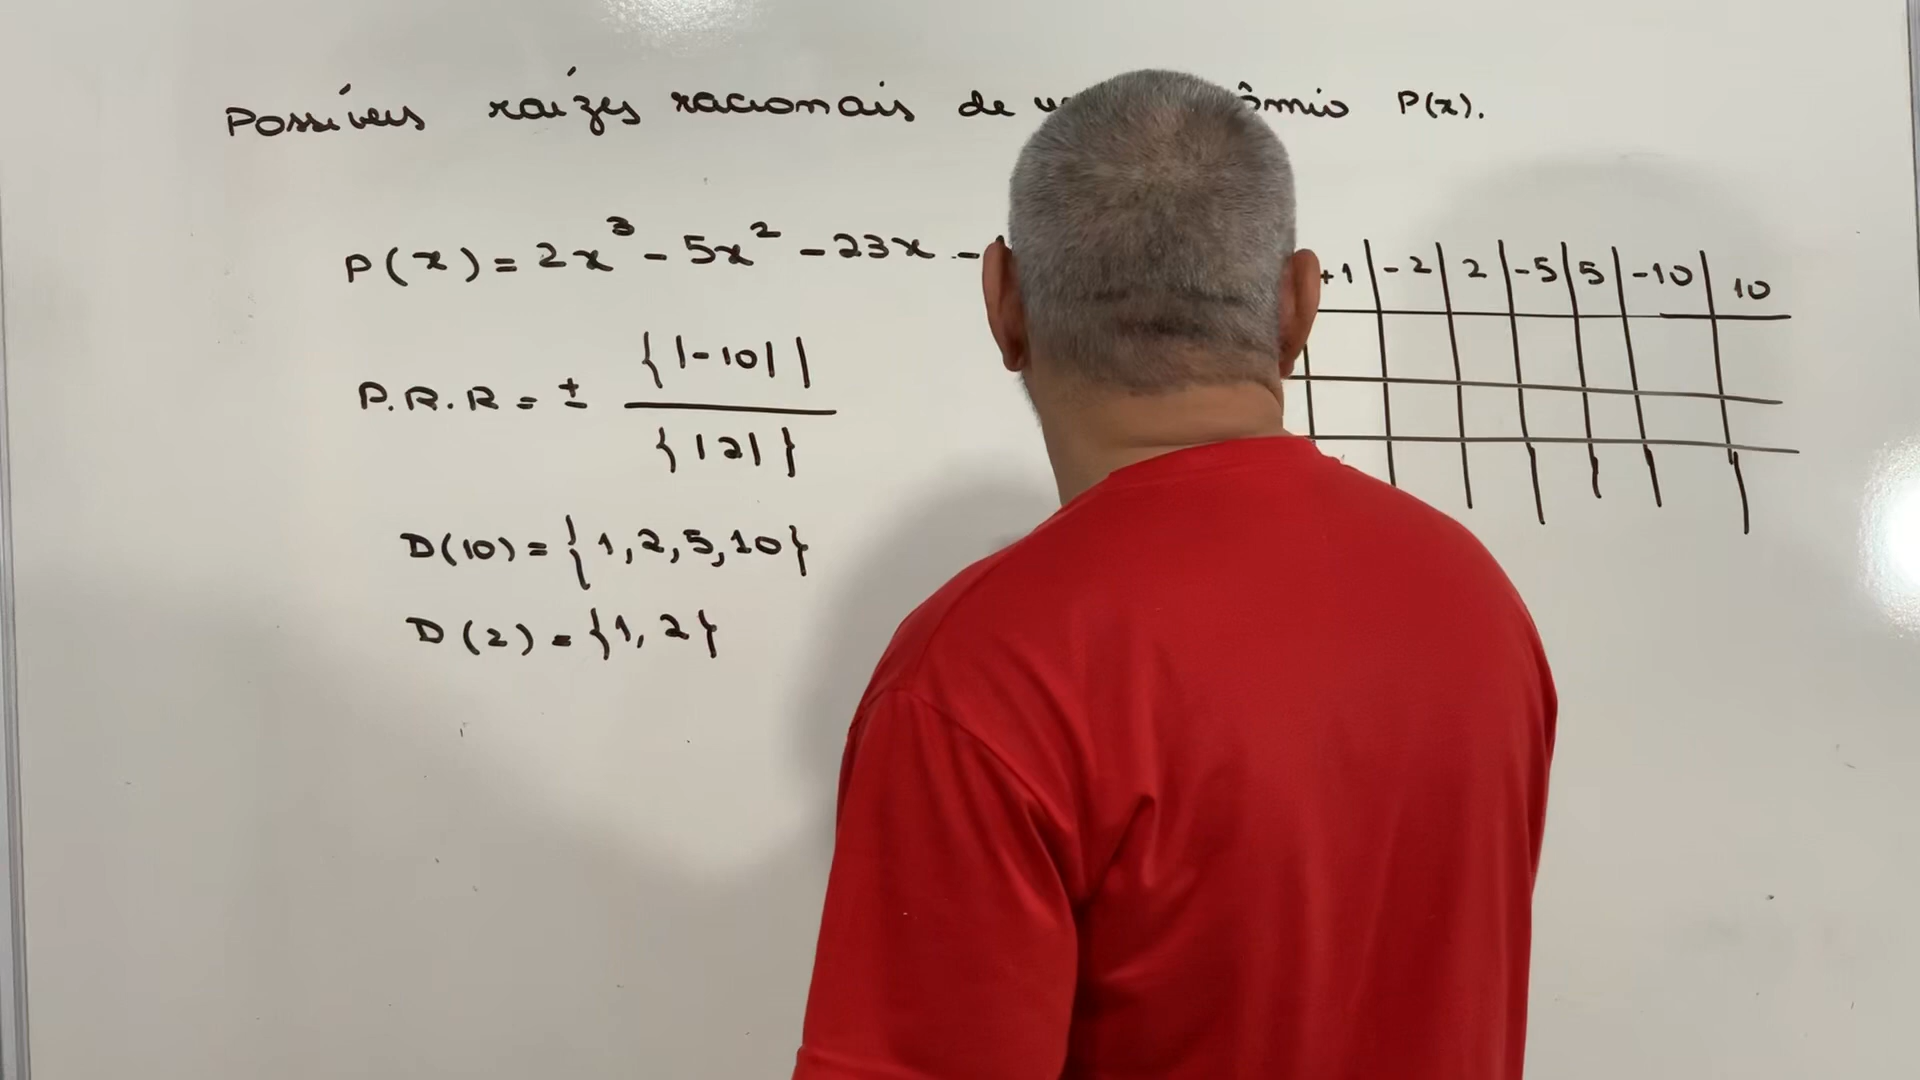 Possíveis raízes racionais de ômio P(x).
P(x) = 2x³ - 5x² - 23x -
+1 | -2 | 2 | -5 | 5 | -10 | 10
P.R.R = ± {|-10|} / {|2|}
D(10) = {1, 2, 5, 10}
D(2) = {1, 2}